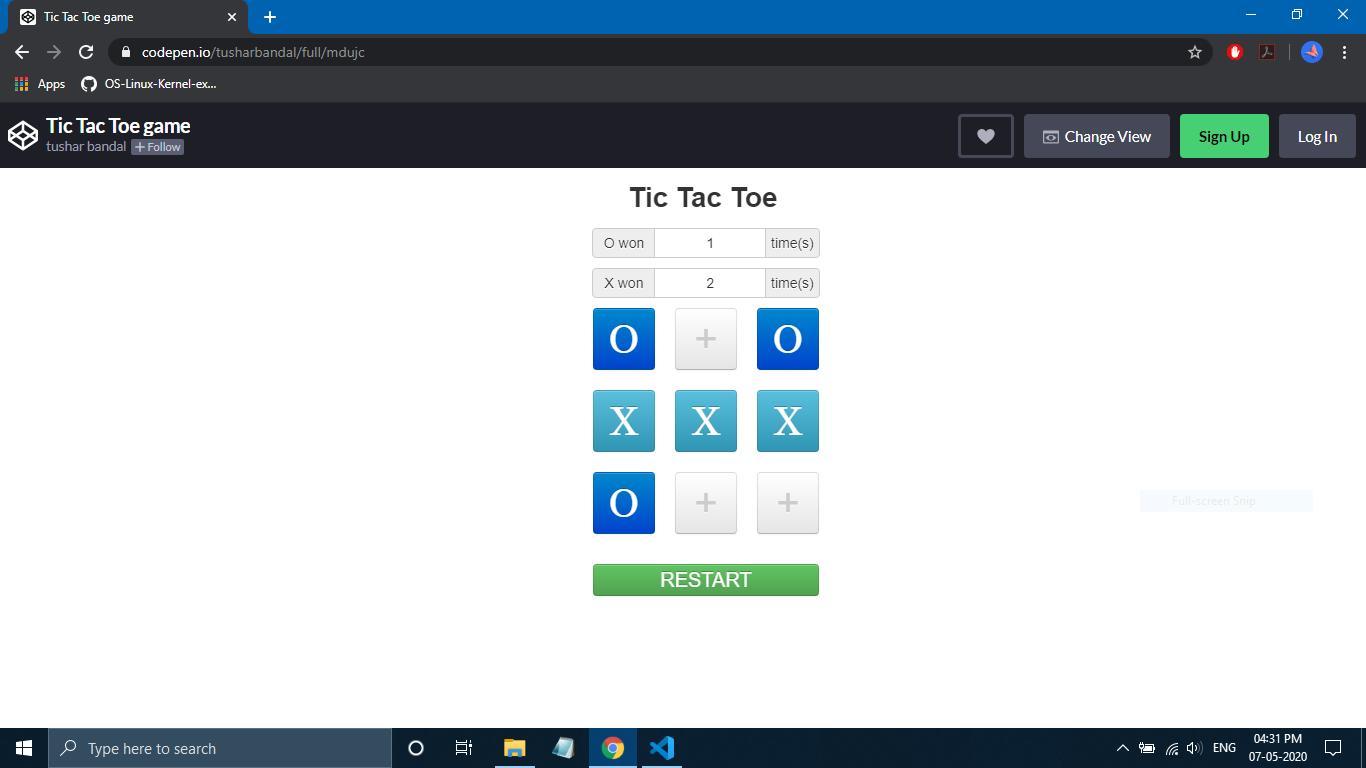 Tic Tac Toe game
codepen.io/tusharbandal/full/mdujc
Apps OS-Linux-Kernel-ex...
Tic Tac Toe game
tushar bandal + Follow
Change View Sign Up Log In
Tic Tac Toe
O won 1 time(s)
X won 2 time(s)
O + O
X X X
O + +
Full-screen Snip
RESTART
Type here to search
ENG
04:31 PM
07-05-2020